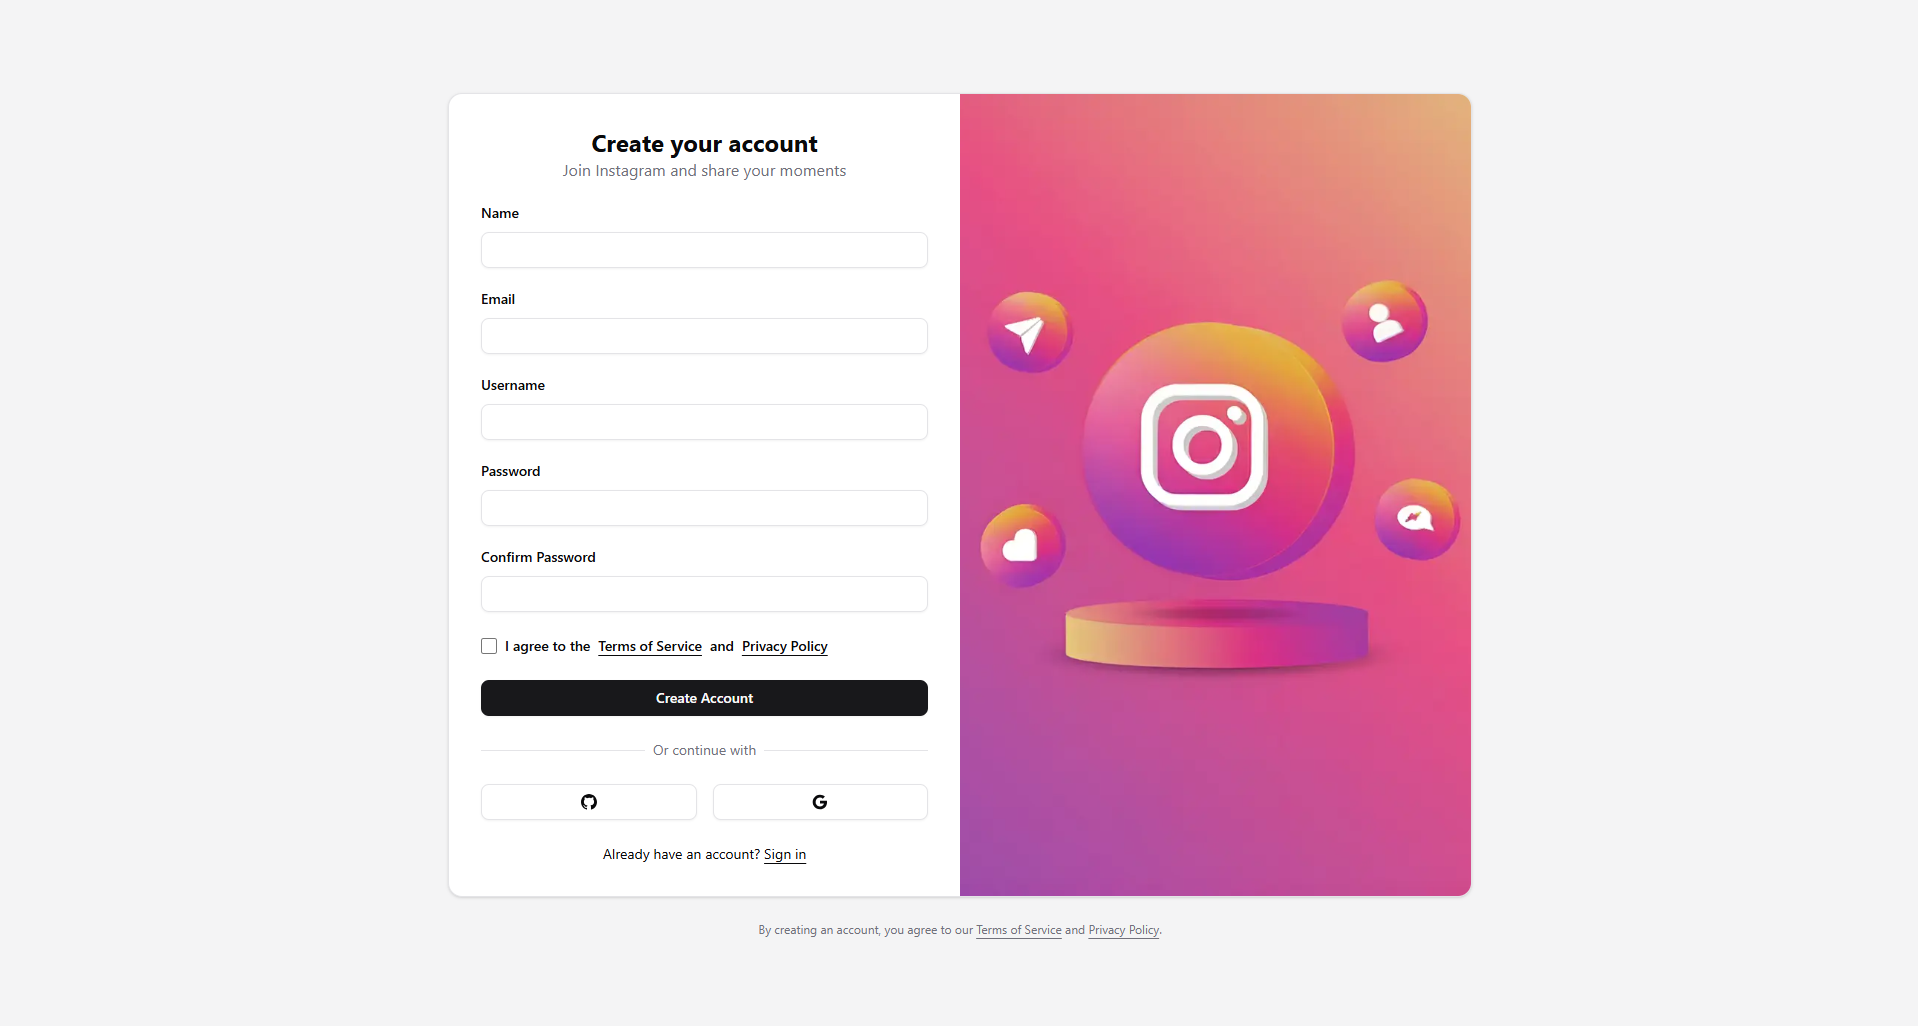 Create your account
Join Instagram and share your moments
Name
Email
Username
Password
Confirm Password
I agree to the Terms of Service and Privacy Policy
Create Account
Or continue with
Already have an account? Sign in
By creating an account, you agree to our Terms of Service and Privacy Policy.